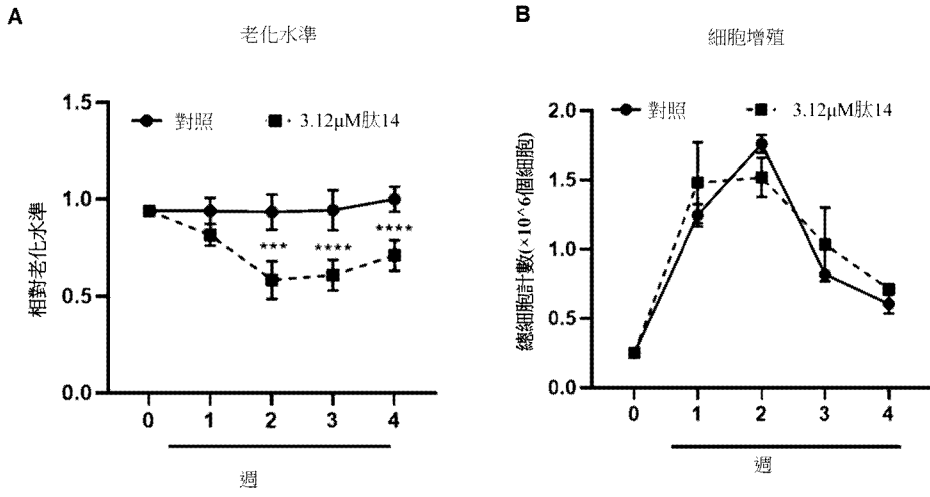 A
老化水準
1.5
1.0
0.5
0.0
相對老化水準
對照
3.12μM肽14
***
****
****
0 1 2 3 4
週
B
細胞增殖
2.0
1.5
1.0
0.5
0.0
總細胞計數(×10^6個細胞)
對照
3.12μM肽14
0 1 2 3 4
週